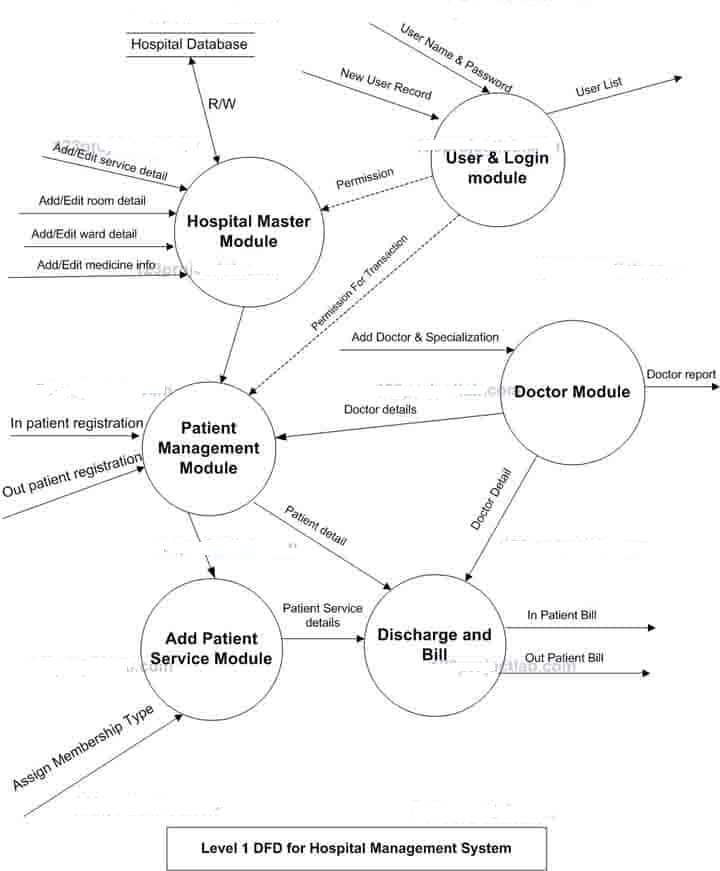 Hospital Database
R/W
User Name & Password
New User Record
User List
User & Login
module
Permission
Permission For Transaction
Add/Edit service detail
Add/Edit room detail
Add/Edit ward detail
Add/Edit medicine info
Hospital Master
Module
Add Doctor & Specialization
Doctor Module
Doctor report
Doctor details
Doctor Detail
In patient registration
Out patient registration
Patient
Management
Module
Patient detail
Add Patient
Service Module
Patient Service
details
Discharge and
Bill
In Patient Bill
Out Patient Bill
Assign Membership Type
Level 1 DFD for Hospital Management System